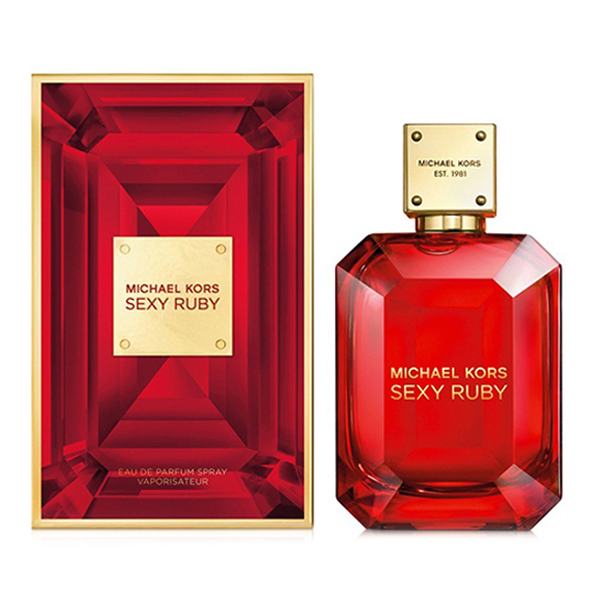 MICHAEL KORS
SEXY RUBY
EAU DE PARFUM SPRAY
VAPORISATEUR
MICHAEL KORS
EST. 1981
MICHAEL KORS
SEXY RUBY